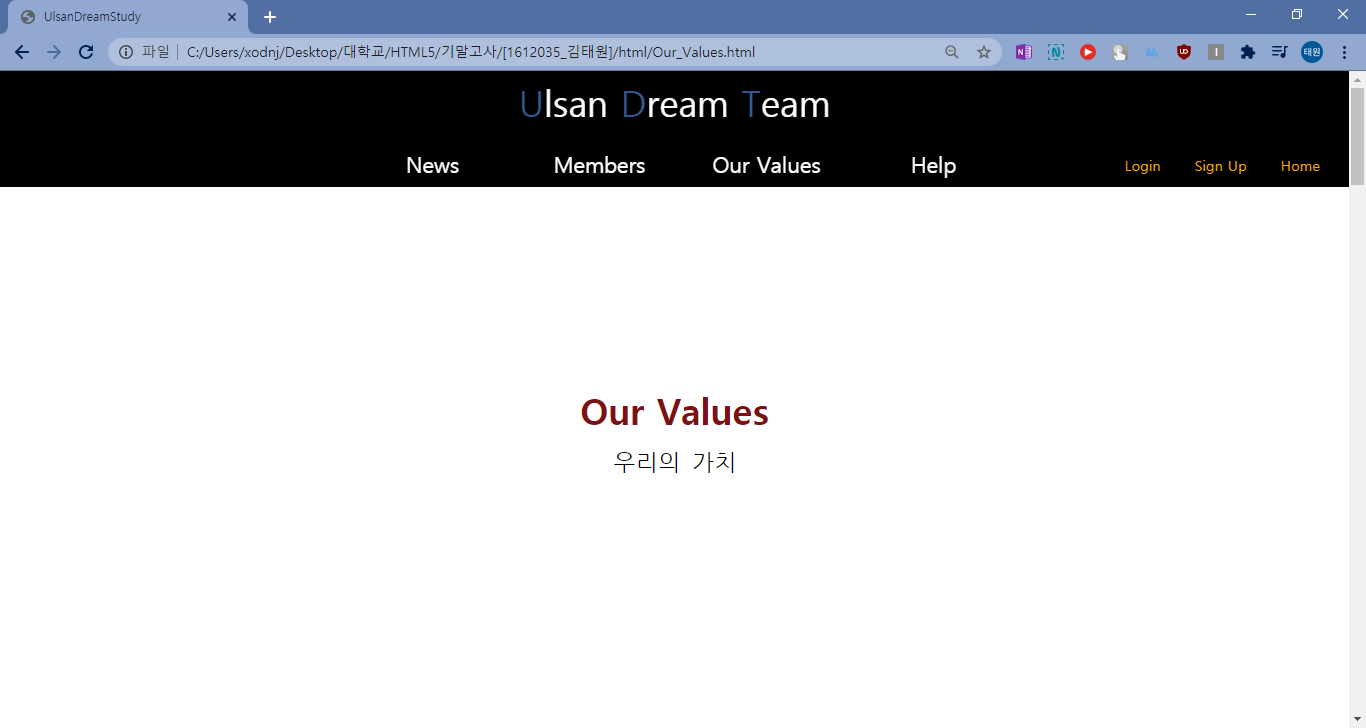 UlsanDreamStudy
파일 | C:/Users/xodnj/Desktop/대학교/HTML5/기말고사/[1612035_김태원]/html/Our_Values.html
태원
Ulsan Dream Team
News Members Our Values Help Login Sign Up Home
Our Values
우리의 가치